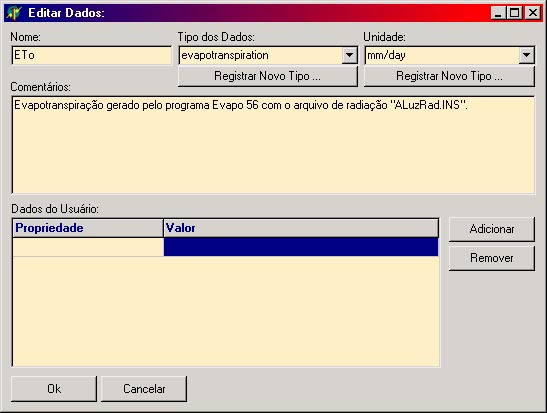 Editar Dados:
Nome: Tipo dos Dados: Unidade:
ETo evapotranspiration mm/day
Registrar Novo Tipo ... Registrar Novo Tipo ...
Comentários:
Evapotranspiração gerado pelo programa Evapo 56 com o arquivo de radiação "ALuzRad.INS".
Dados do Usuário:
Propriedade Valor
Adicionar
Remover
Ok Cancelar